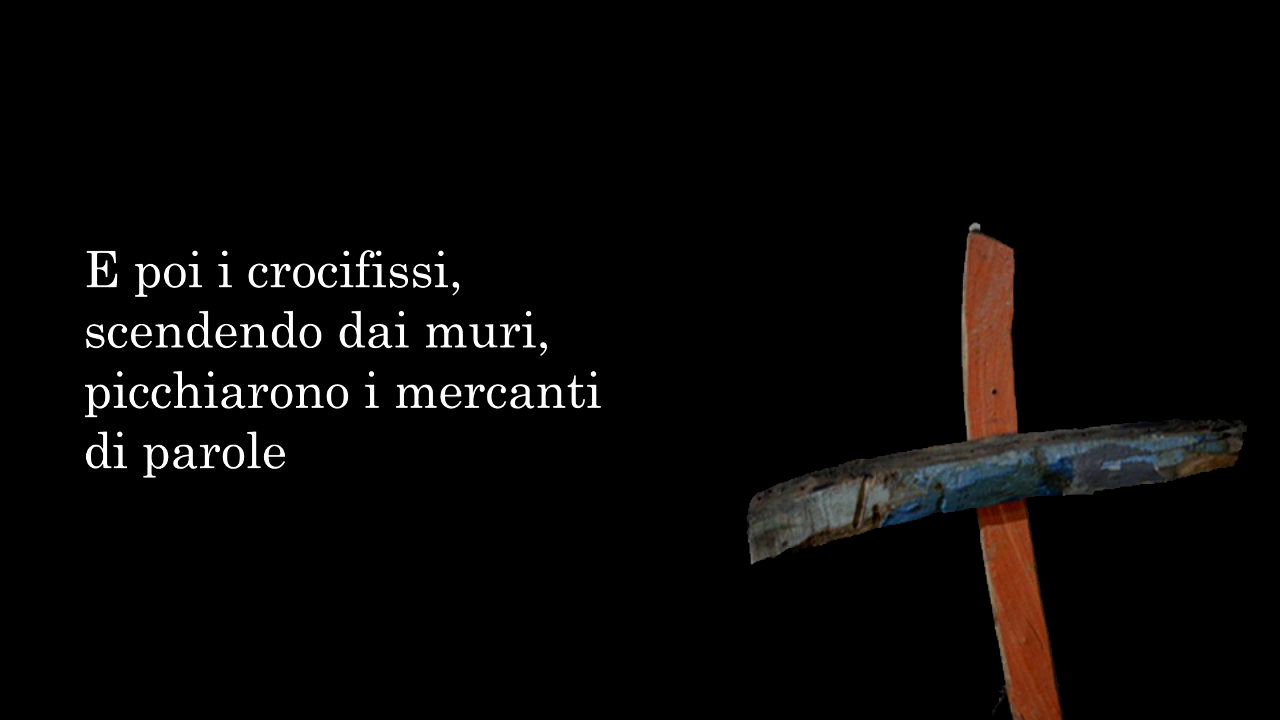 E poi i crocifissi,
scendendo dai muri,
picchiarono i mercanti
di parole